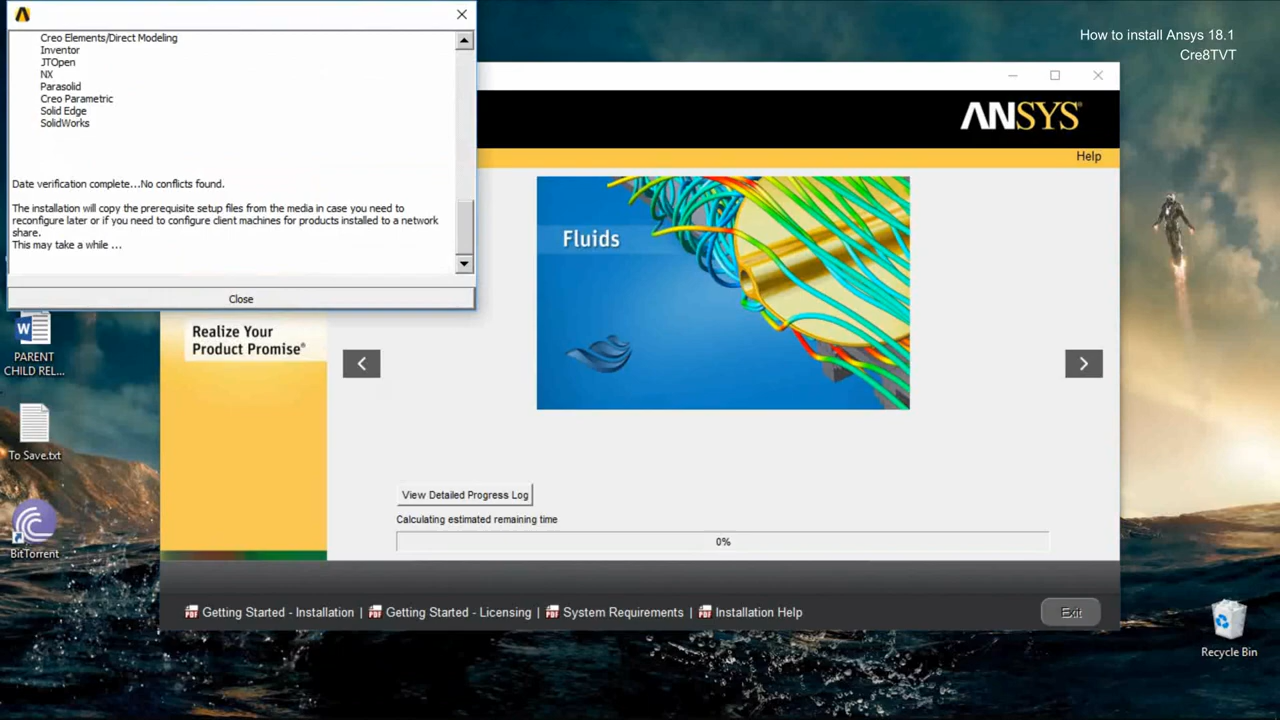 How to install Ansys 18.1
Cre8TVT
Creo Elements/Direct Modeling
Inventor
JTOpen
NX
Parasolid
Creo Parametric
Solid Edge
SolidWorks
Date verification complete...No conflicts found.
The installation will copy the prerequisite setup files from the media in case you need to
reconfigure later or if you need to configure client machines for products installed to a network
share.
This may take a while ...
Close
ANSYS®
Help
Fluids
Realize Your
Product Promise®
View Detailed Progress Log
Calculating estimated remaining time
0%
Getting Started - Installation | Getting Started - Licensing | System Requirements | Installation Help
Exit
PARENT
CHILD REL...
To Save.txt
BitTorrent
Recycle Bin